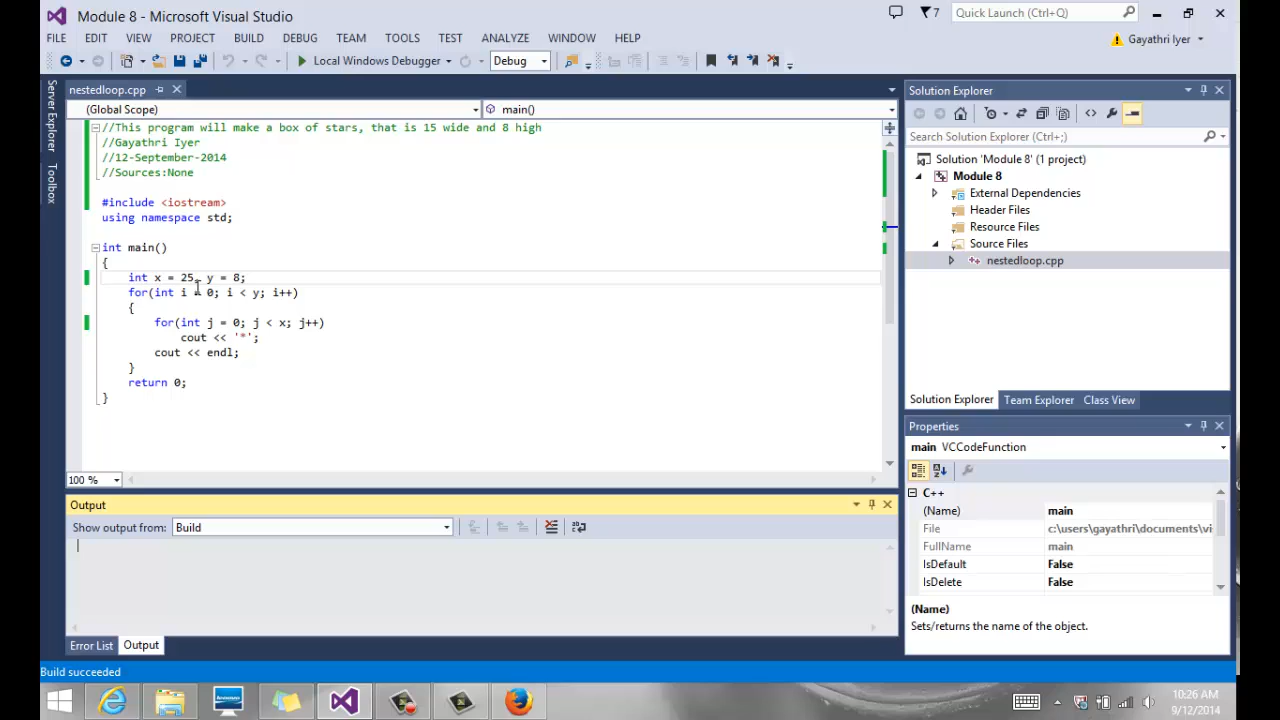 Module 8 - Microsoft Visual Studio
7
Quick Launch (Ctrl+Q)
FILE EDIT VIEW PROJECT BUILD DEBUG TEAM TOOLS TEST ANALYZE WINDOW HELP
Gayathri Iyer
Local Windows Debugger
Debug
Server Explorer
Toolbox
nestedloop.cpp
(Global Scope)
main()
//This program will make a box of stars, that is 15 wide and 8 high
//Gayathri Iyer
//12-September-2014
//Sources:None
#include <iostream>
using namespace std;
int main()
{
int x = 25, y = 8;
for(int i = 0; i < y; i++)
{
for(int j = 0; j < x; j++)
cout << '*';
cout << endl;
}
return 0;
}
100 %
Output
Show output from: Build
Error List Output
Solution Explorer
Search Solution Explorer (Ctrl+;)
Solution 'Module 8' (1 project)
Module 8
External Dependencies
Header Files
Resource Files
Source Files
nestedloop.cpp
Solution Explorer Team Explorer Class View
Properties
main VCCodeFunction
C++
(Name) main
File c:\users\gayathri\documents\vi
FullName main
IsDefault False
IsDelete False
(Name)
Sets/returns the name of the object.
Build succeeded
10:26 AM
9/12/2014